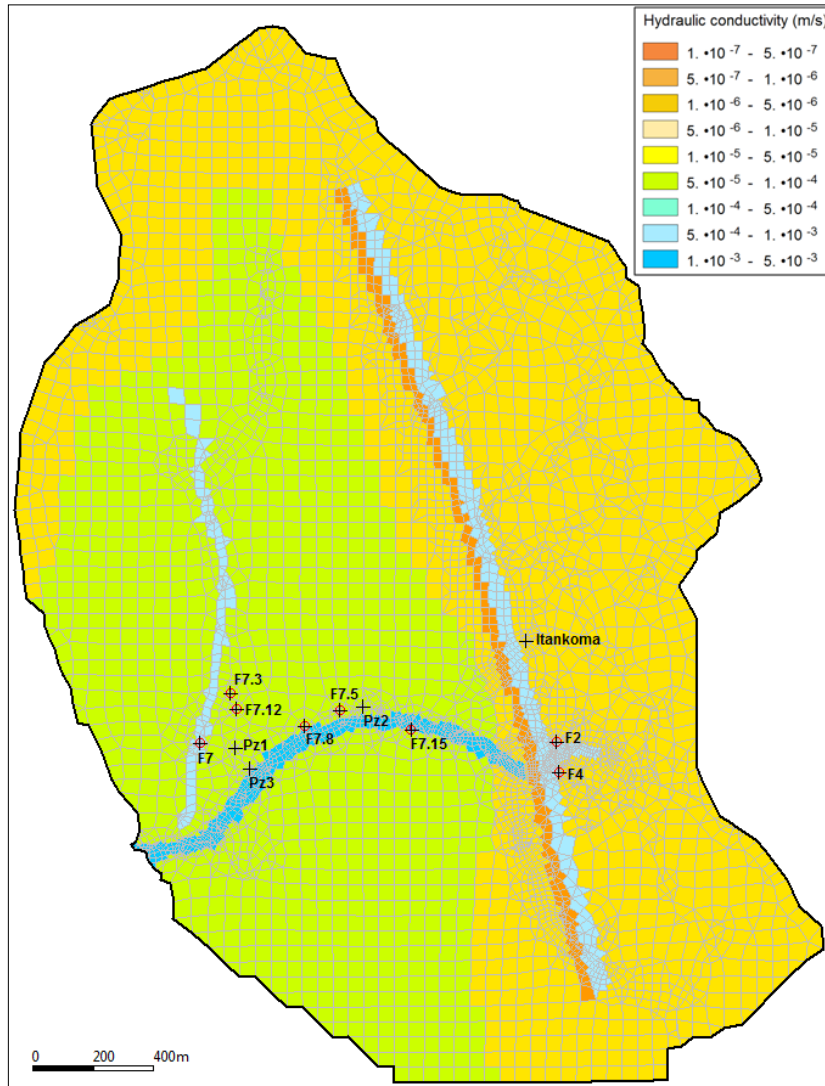 Hydraulic conductivity (m/s)
1. •10 -7 - 5. •10 -7
5. •10 -7 - 1. •10 -6
1. •10 -6 - 5. •10 -6
5. •10 -6 - 1. •10 -5
1. •10 -5 - 5. •10 -5
5. •10 -5 - 1. •10 -4
1. •10 -4 - 5. •10 -4
5. •10 -4 - 1. •10 -3
1. •10 -3 - 5. •10 -3
Itankoma
F7.3
F7.5
F7.12
Pz2
F7.8
F7.15
F2
F7
Pz1
F4
Pz3
0 200 400m